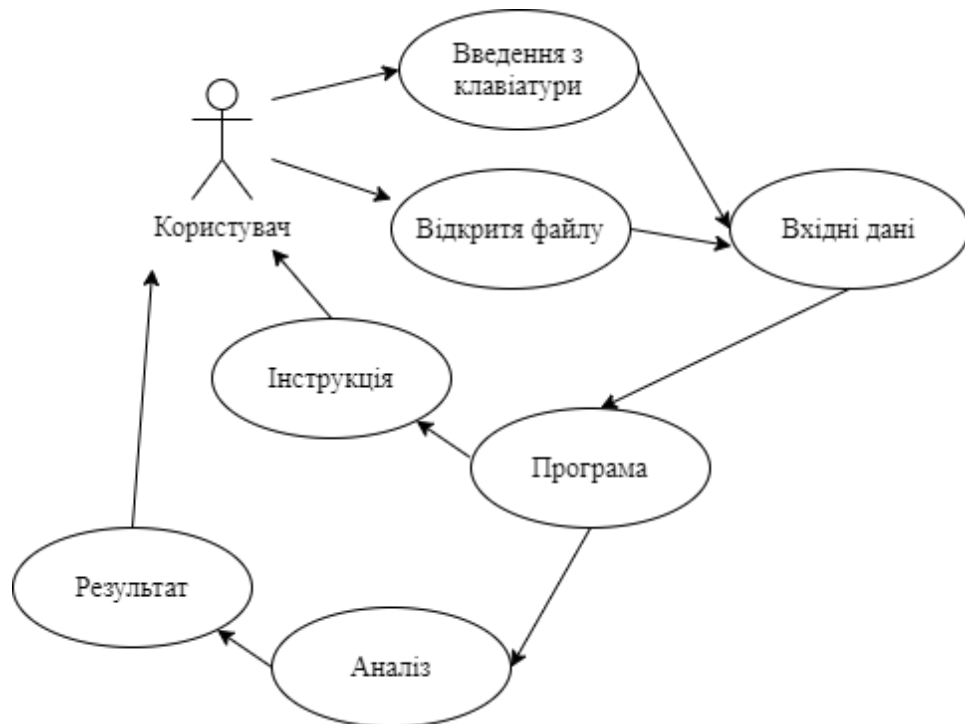 Введення з
клавіатури
Користувач
Відкритя файлу
Вхідні дані
Інструкція
Програма
Результат
Аналіз